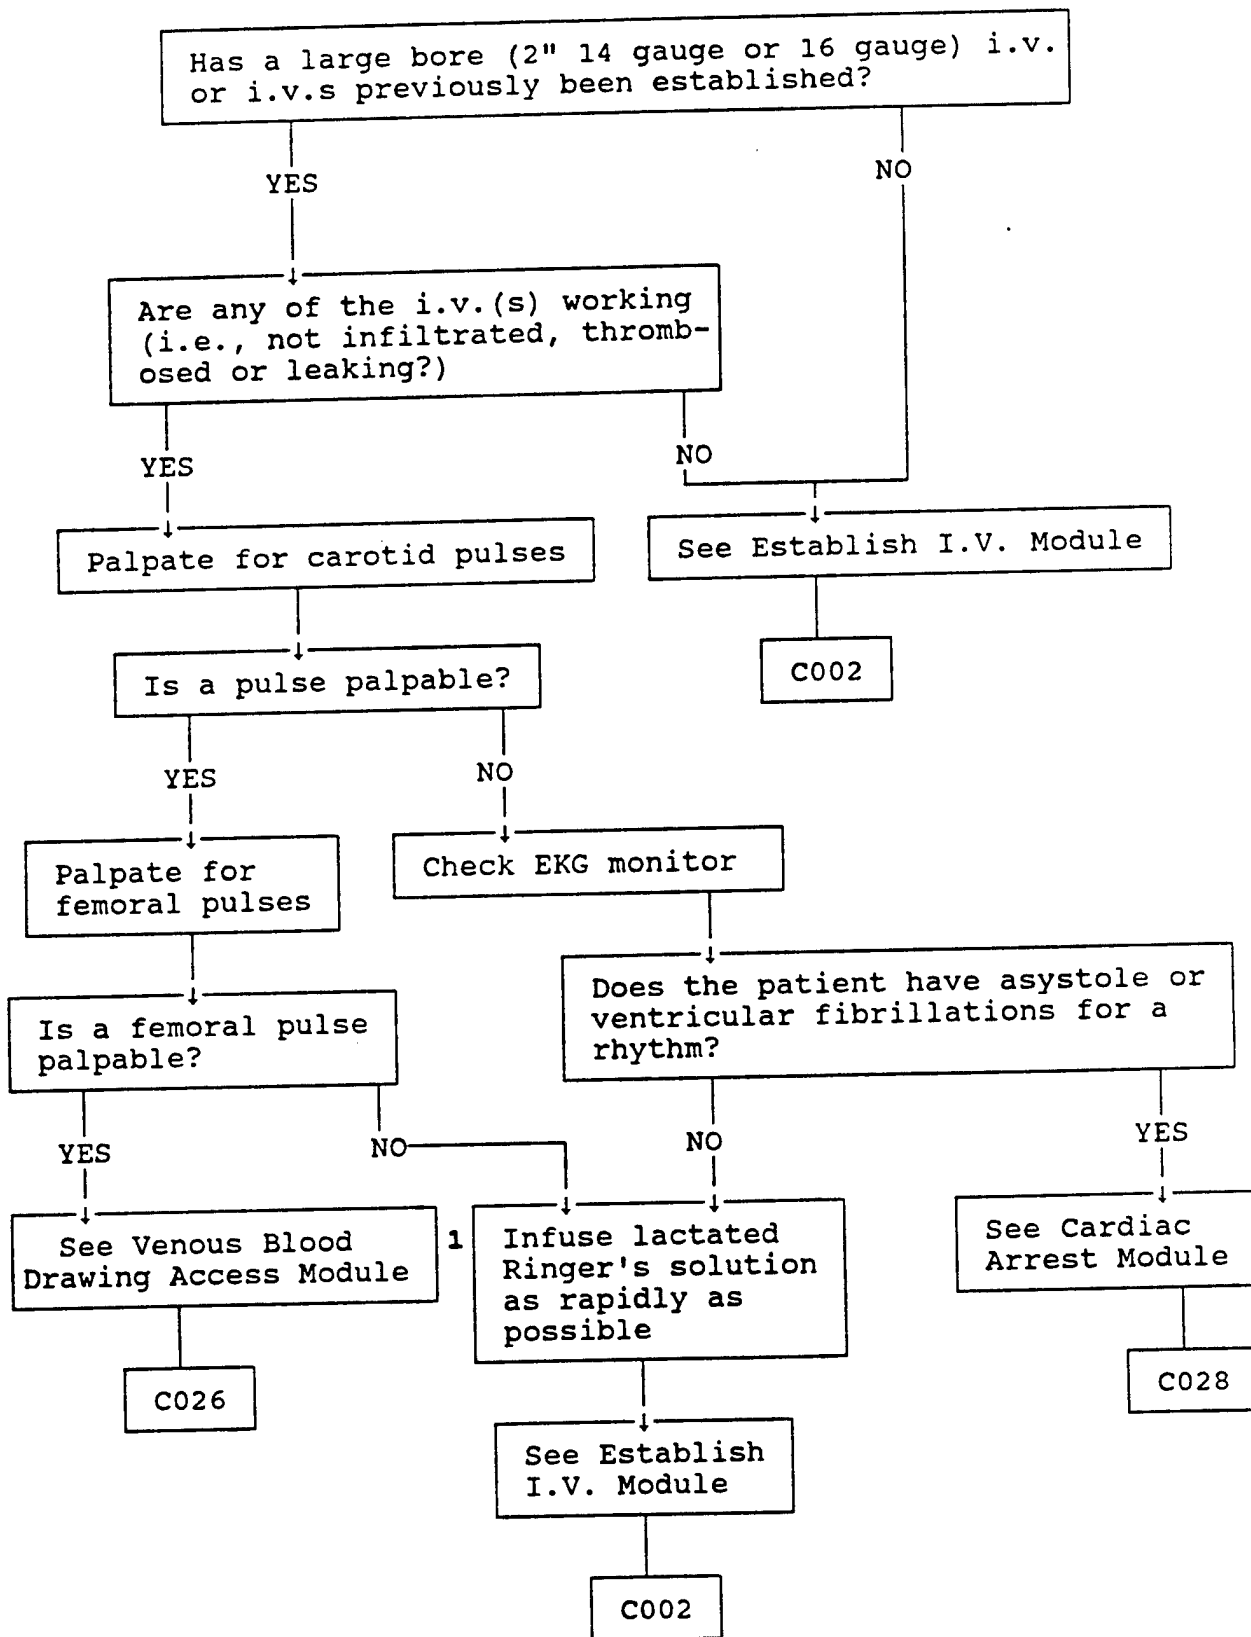 Has a large bore (2" 14 gauge or 16 gauge) i.v.
or i.v.s previously been established?
YES
NO
Are any of the i.v.(s) working
(i.e., not infiltrated, thromb-
osed or leaking?)
YES
NO
Palpate for carotid pulses
See Establish I.V. Module
C002
Is a pulse palpable?
YES
NO
Palpate for
femoral pulses
Check EKG monitor
Is a femoral pulse
palpable?
Does the patient have asystole or
ventricular fibrillations for a
rhythm?
YES
NO
NO
YES
See Venous Blood
Drawing Access Module
1
Infuse lactated
Ringer's solution
as rapidly as
possible
See Cardiac
Arrest Module
C026
C028
See Establish
I.V. Module
C002